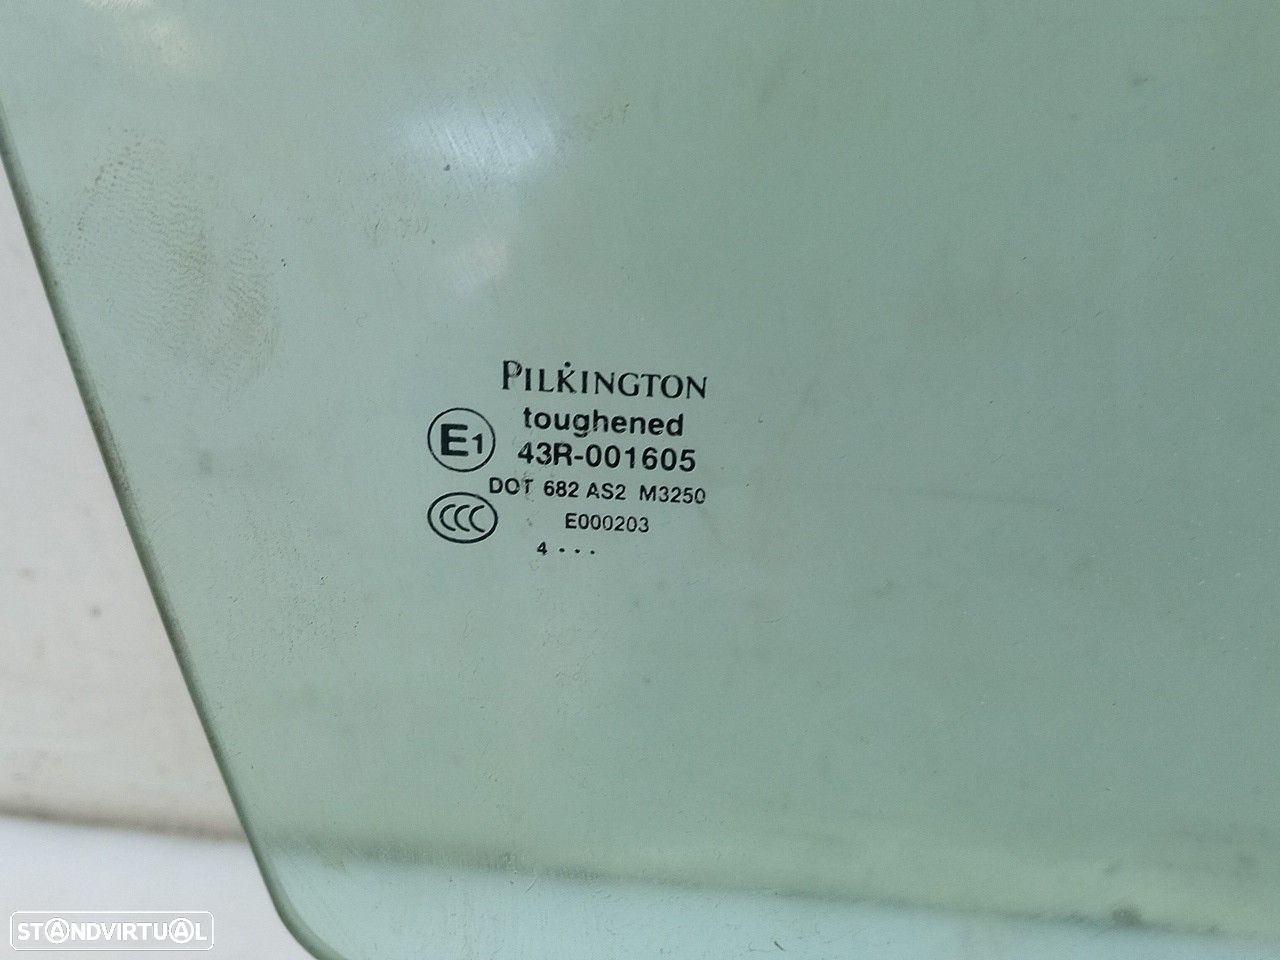 PILKINGTON
toughened
E1
43R-001605
DOT 682 AS2 M3250
CCC
E000203
4 . . .
STANDVIRTUAL